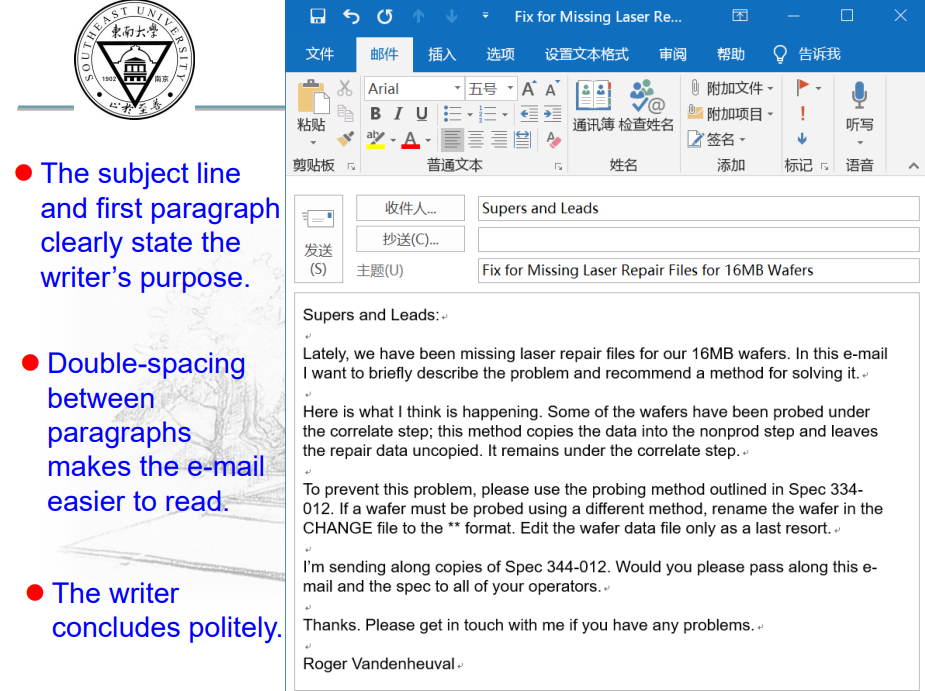 SOUTHEAST UNIVERSITY
东南大学
1902 南京
The subject line
and first paragraph
clearly state the
writer's purpose.
Double-spacing
between
paragraphs
makes the e-mail
easier to read.
The writer
concludes politely.
Fix for Missing Laser Re...
文件 邮件 插入 选项 设置文本格式 审阅 帮助 告诉我
Arial 五号 A A
B I U
粘贴
通讯簿 检查姓名
附加文件
附加项目
签名
听写
剪贴板 普通文本 姓名 添加 标记 语音
发送
(S)
收件人... Supers and Leads
抄送(C)...
主题(U) Fix for Missing Laser Repair Files for 16MB Wafers
Supers and Leads:
Lately, we have been missing laser repair files for our 16MB wafers. In this e-mail
I want to briefly describe the problem and recommend a method for solving it.
Here is what I think is happening. Some of the wafers have been probed under
the correlate step; this method copies the data into the nonprod step and leaves
the repair data uncopied. It remains under the correlate step.
To prevent this problem, please use the probing method outlined in Spec 334-
012. If a wafer must be probed using a different method, rename the wafer in the
CHANGE file to the ** format. Edit the wafer data file only as a last resort.
I'm sending along copies of Spec 344-012. Would you please pass along this e-
mail and the spec to all of your operators.
Thanks. Please get in touch with me if you have any problems.
Roger Vandenheuval